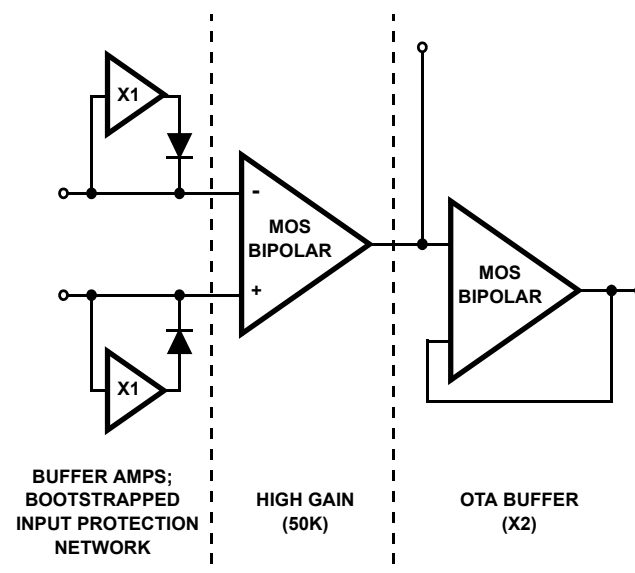 X1
-
MOS
BIPOLAR
+
X1
MOS
BIPOLAR
BUFFER AMPS;
BOOTSTRAPPED
INPUT PROTECTION
NETWORK
HIGH GAIN
(50K)
OTA BUFFER
(X2)